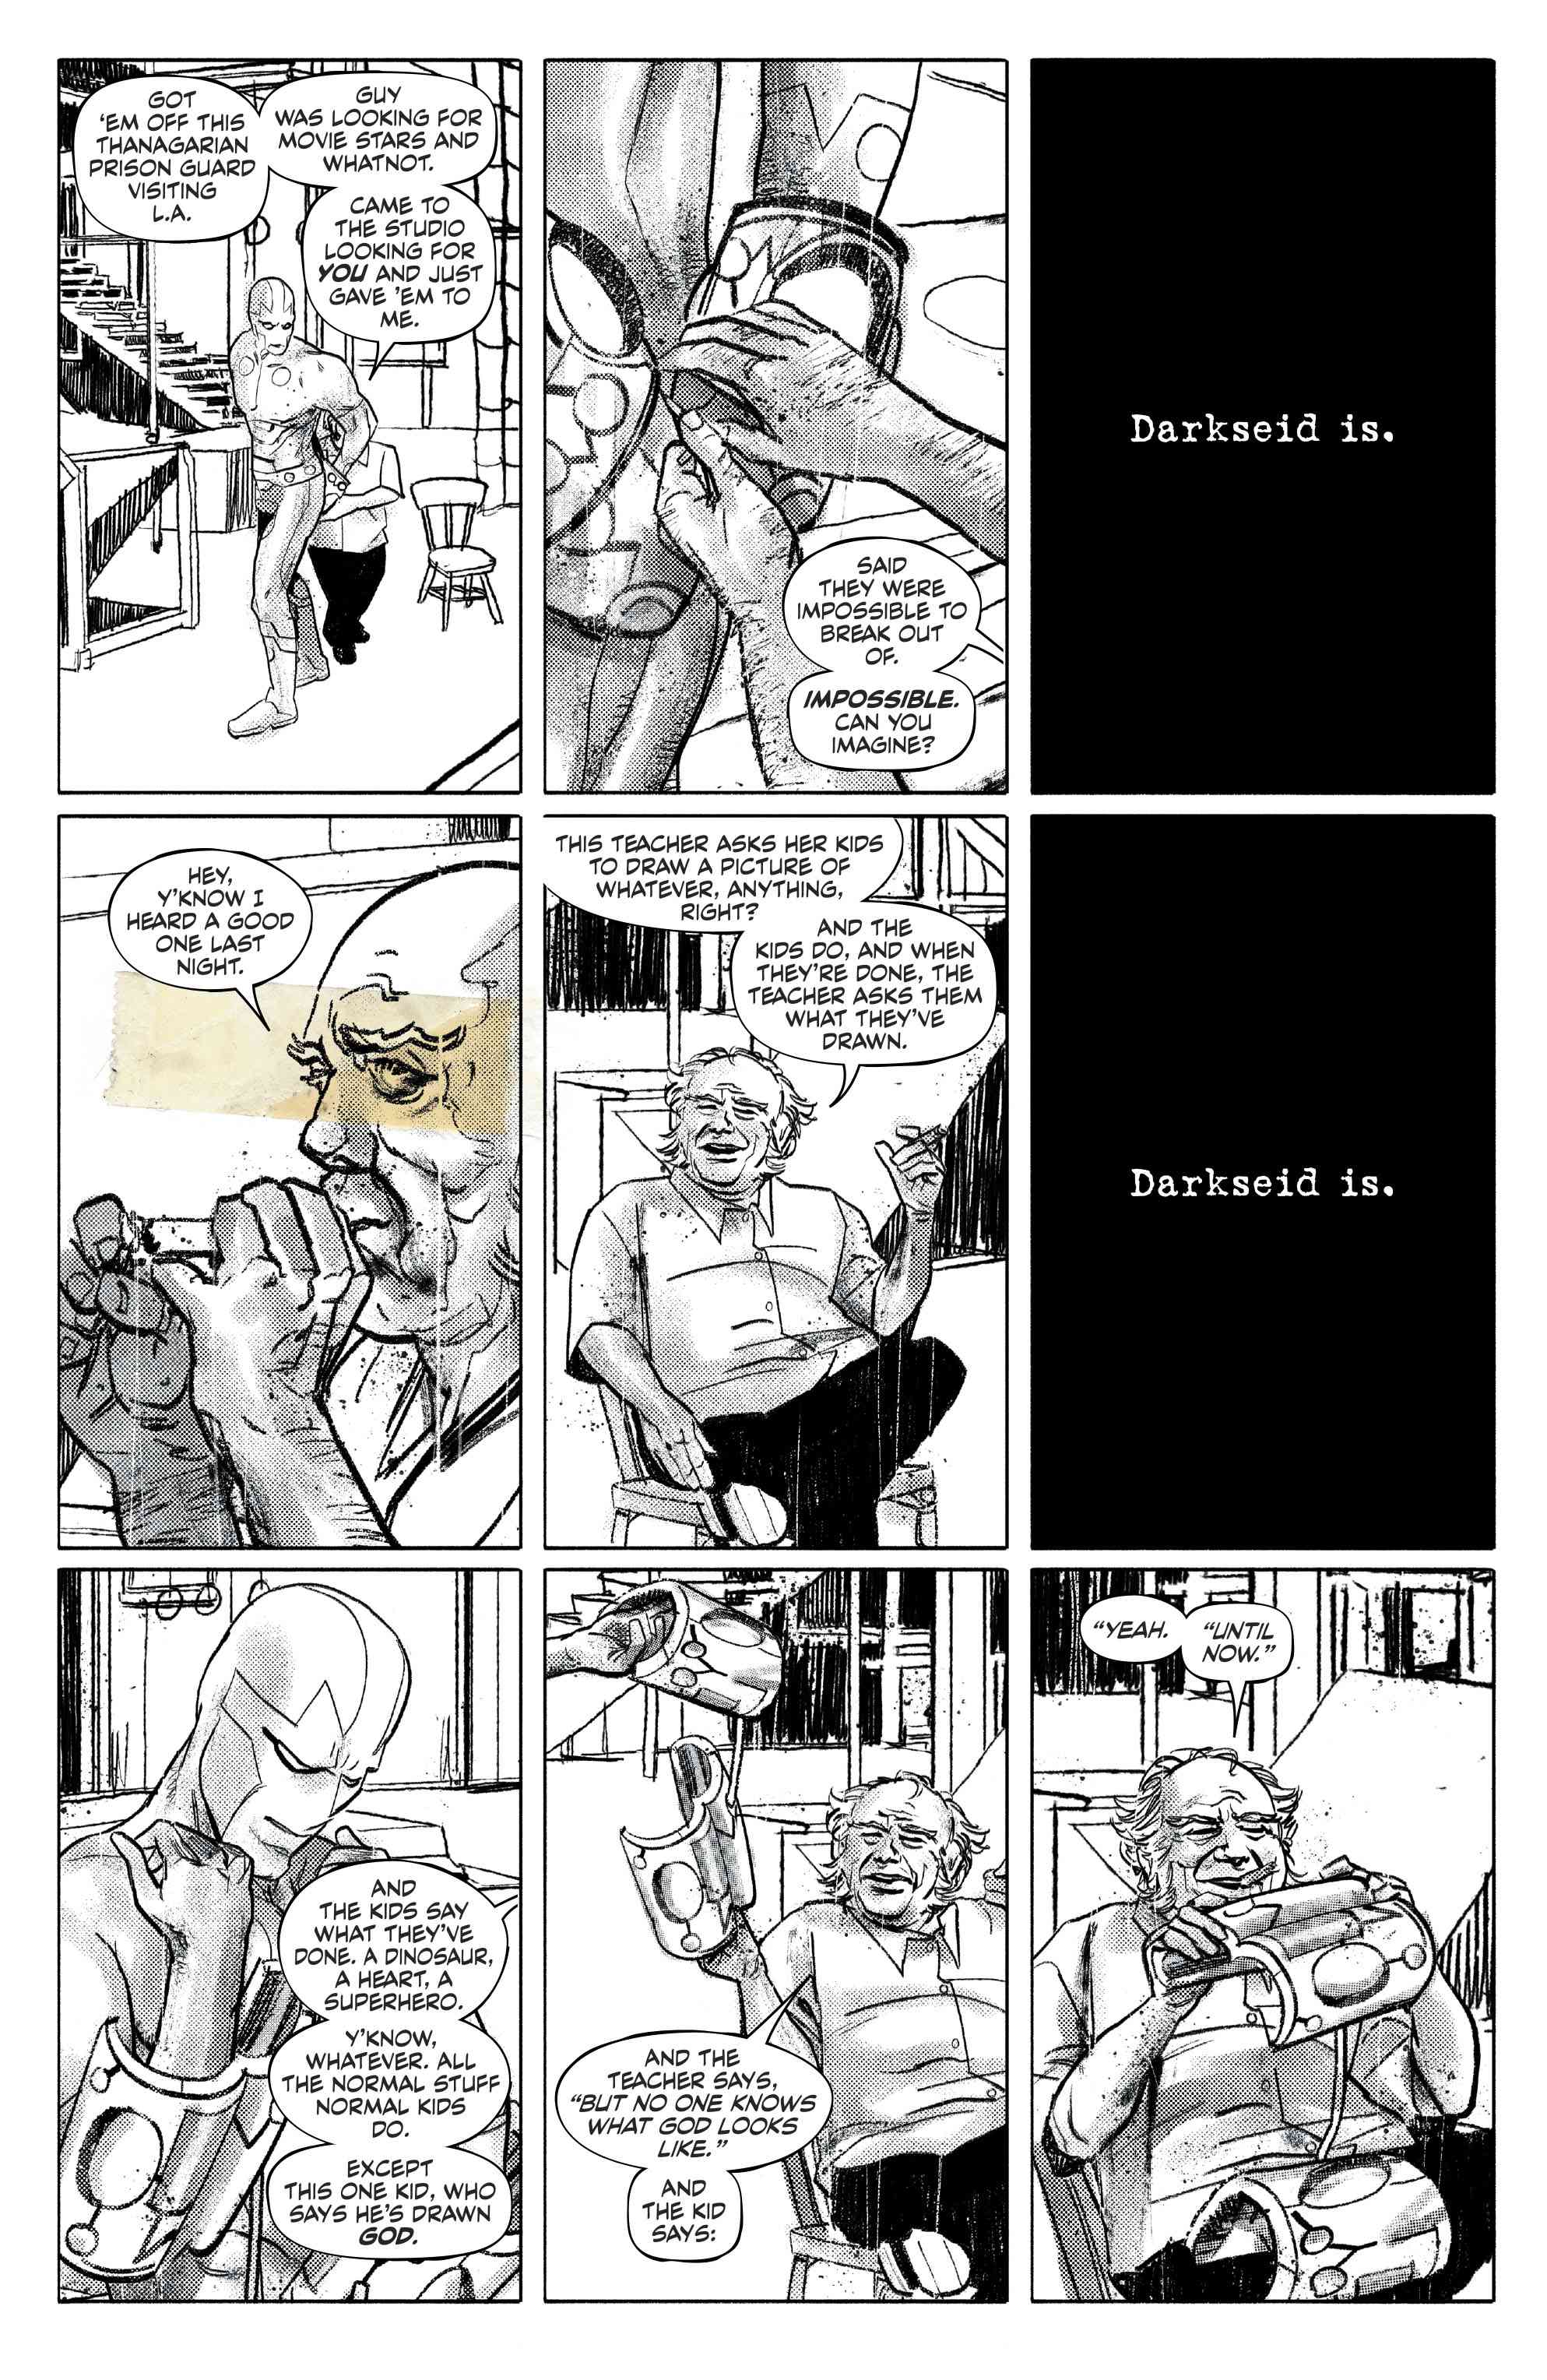 GOT
'EM OFF THIS
THANAGARIAN
PRISON GUARD
VISITING
L.A.
GUY
WAS LOOKING FOR
MOVIE STARS AND
WHATNOT.
CAME TO
THE STUDIO
LOOKING FOR
YOU AND JUST
GAVE 'EM TO
ME.
SAID
THEY WERE
IMPOSSIBLE TO
BREAK OUT
OF.
IMPOSSIBLE.
CAN YOU
IMAGINE?
Darkseid is.
HEY,
Y'KNOW I
HEARD A GOOD
ONE LAST
NIGHT.
THIS TEACHER ASKS HER KIDS
TO DRAW A PICTURE OF
WHATEVER, ANYTHING,
RIGHT?
AND THE
KIDS DO, AND WHEN
THEY'RE DONE, THE
TEACHER ASKS THEM
WHAT THEY'VE
DRAWN.
Darkseid is.
AND
THE KIDS SAY
WHAT THEY'VE
DONE. A DINOSAUR,
A HEART, A
SUPERHERO.
Y'KNOW,
WHATEVER. ALL
THE NORMAL STUFF
NORMAL KIDS
DO.
EXCEPT
THIS ONE KID, WHO
SAYS HE'S DRAWN
GOD.
AND THE
TEACHER SAYS,
"BUT NO ONE KNOWS
WHAT GOD LOOKS
LIKE."
AND
THE KID
SAYS:
"YEAH.
"UNTIL
NOW."